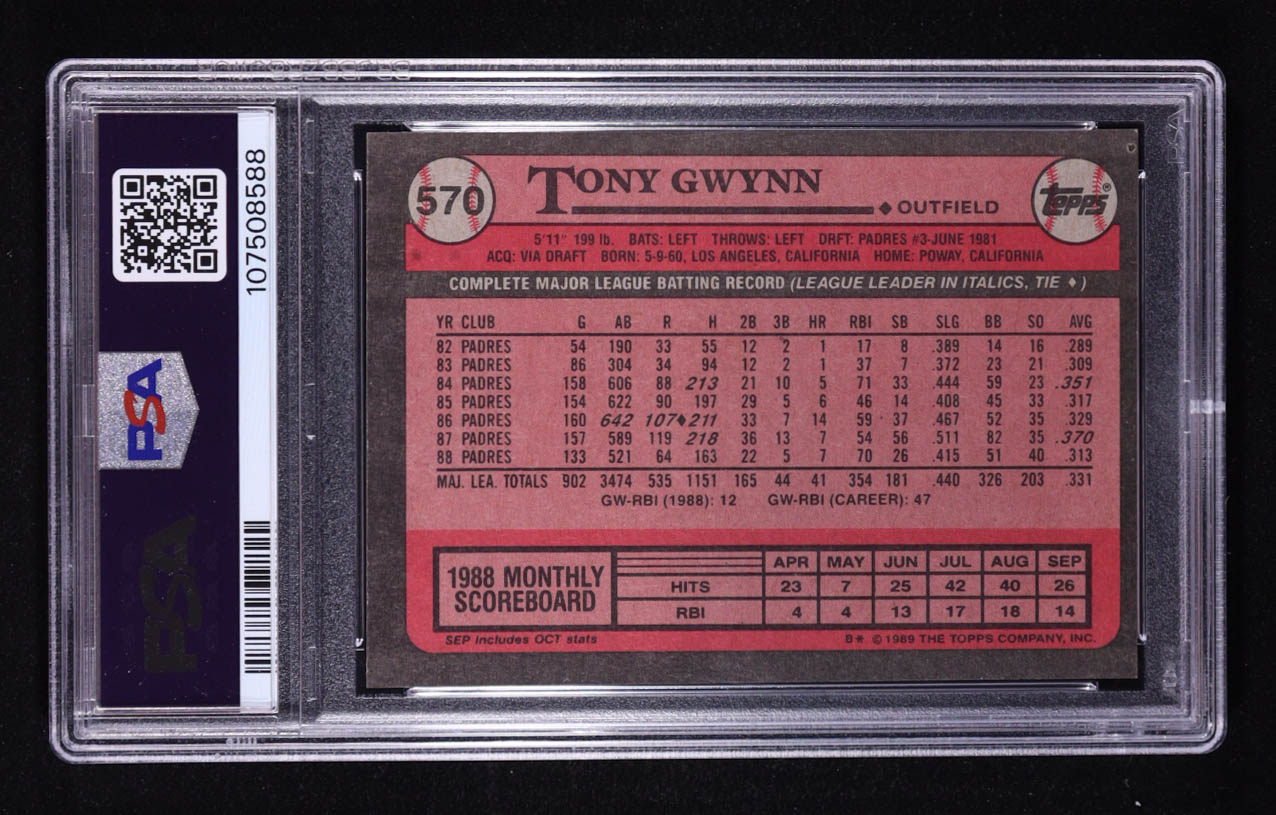 107508588
PSA
PSA
570
TONY GWYNN
◆ OUTFIELD
Topps®
5'11" 199 lb. BATS: LEFT THROWS: LEFT DRFT: PADRES #3-JUNE 1981
ACQ: VIA DRAFT BORN: 5-9-60, LOS ANGELES, CALIFORNIA HOME: POWAY, CALIFORNIA
COMPLETE MAJOR LEAGUE BATTING RECORD (LEAGUE LEADER IN ITALICS, TIE ♦)
YR CLUB G AB R H 2B 3B HR RBI SB SLG BB SO AVG
82 PADRES 54 190 33 55 12 2 1 17 8 .389 14 16 .289
83 PADRES 86 304 34 94 12 2 1 37 7 .372 23 21 .309
84 PADRES 158 606 88 213 21 10 5 71 33 .444 59 23 .351
85 PADRES 154 622 90 197 29 5 6 46 14 .408 45 33 .317
86 PADRES 160 642 107♦211 33 7 14 59 37 .467 52 35 .329
87 PADRES 157 589 119 218 36 13 7 54 56 .511 82 35 .370
88 PADRES 133 521 64 163 22 5 7 70 26 .415 51 40 .313
MAJ. LEA. TOTALS 902 3474 535 1151 165 44 41 354 181 .440 326 203 .331
GW-RBI (1988): 12 GW-RBI (CAREER): 47
1988 MONTHLY
SCOREBOARD
APR MAY JUN JUL AUG SEP
HITS 23 7 25 42 40 26
RBI 4 4 13 17 18 14
SEP includes OCT stats
B* © 1989 THE TOPPS COMPANY, INC.